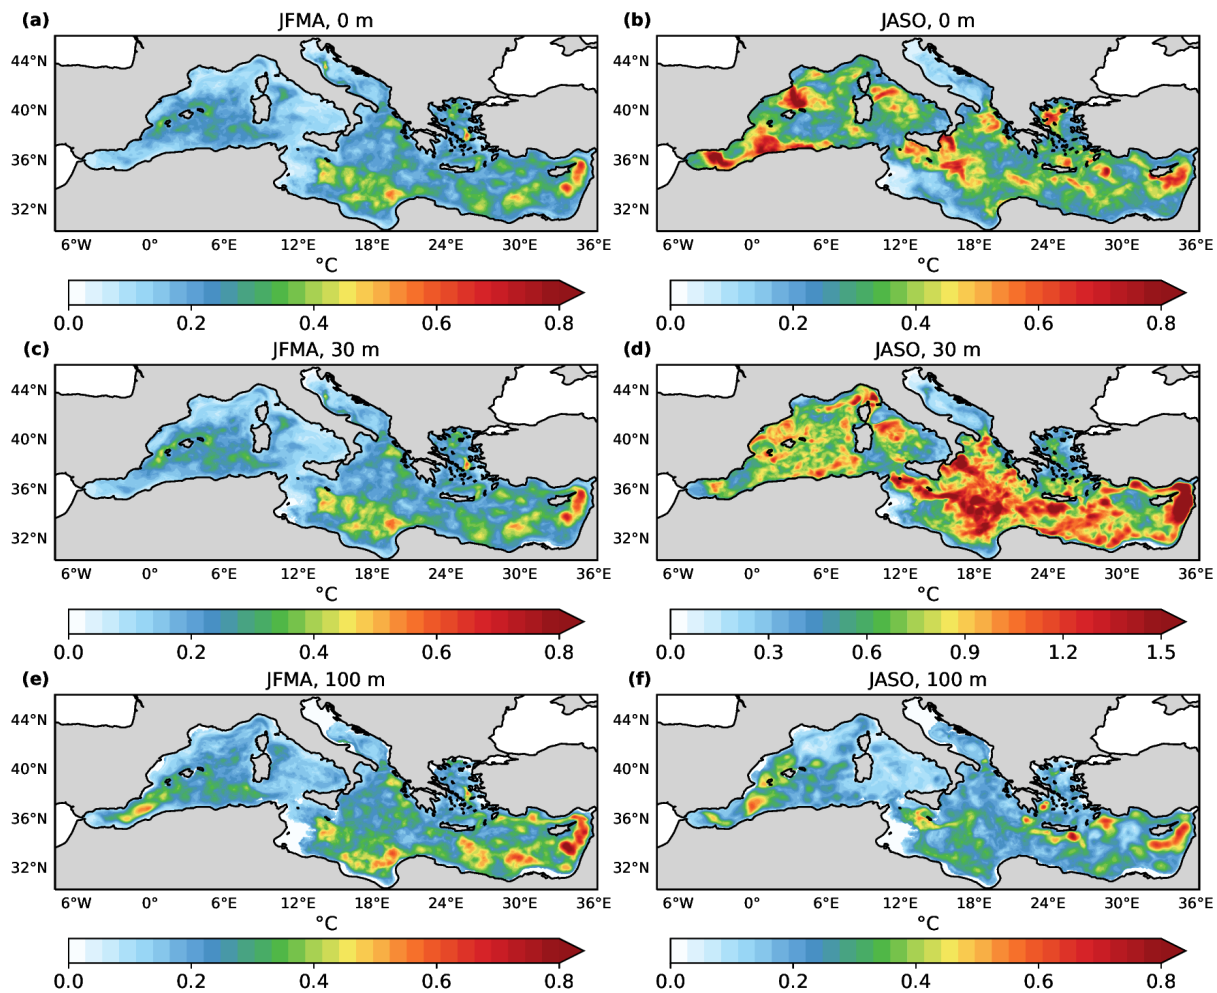 (a) JFMA, 0 m (b) JASO, 0 m
44°N 44°N
40°N 40°N
36°N 36°N
32°N 32°N
6°W 0° 6°E 12°E 18°E 24°E 30°E 36°E 6°W 0° 6°E 12°E 18°E 24°E 30°E 36°E
°C °C
0.0 0.2 0.4 0.6 0.8 0.0 0.2 0.4 0.6 0.8
(c) JFMA, 30 m (d) JASO, 30 m
44°N 44°N
40°N 40°N
36°N 36°N
32°N 32°N
6°W 0° 6°E 12°E 18°E 24°E 30°E 36°E 6°W 0° 6°E 12°E 18°E 24°E 30°E 36°E
°C °C
0.0 0.2 0.4 0.6 0.8 0.0 0.3 0.6 0.9 1.2 1.5
(e) JFMA, 100 m (f) JASO, 100 m
44°N 44°N
40°N 40°N
36°N 36°N
32°N 32°N
6°W 0° 6°E 12°E 18°E 24°E 30°E 36°E 6°W 0° 6°E 12°E 18°E 24°E 30°E 36°E
°C °C
0.0 0.2 0.4 0.6 0.8 0.0 0.2 0.4 0.6 0.8